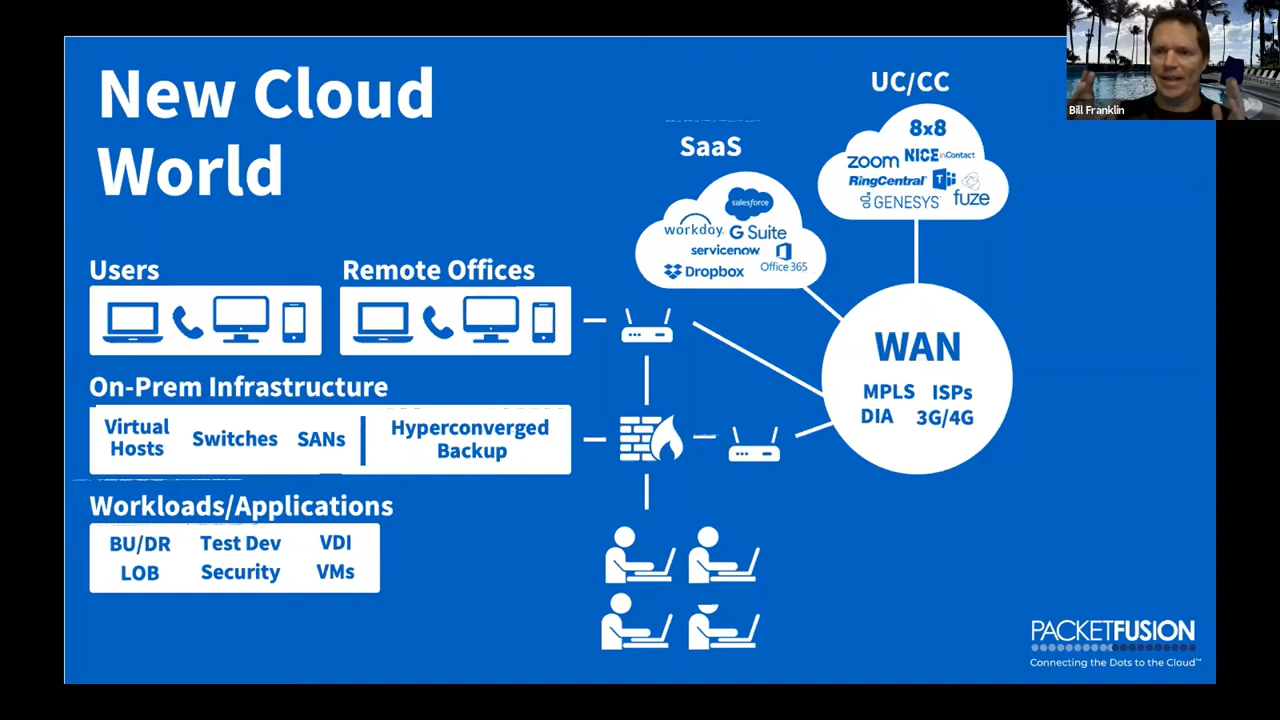 New Cloud
World
UC/CC
Bill Franklin
8x8
zoom NICE inContact
RingCentral
GENESYS fuze
SaaS
salesforce
workday. G Suite
servicenow
Dropbox Office 365
Users
Remote Offices
WAN
MPLS ISPs
DIA 3G/4G
On-Prem Infrastructure
Virtual
Hosts
Switches
SANs
Hyperconverged
Backup
Workloads/Applications
BU/DR Test Dev VDI
LOB Security VMs
PACKETFUSION
Connecting the Dots to the Cloud™